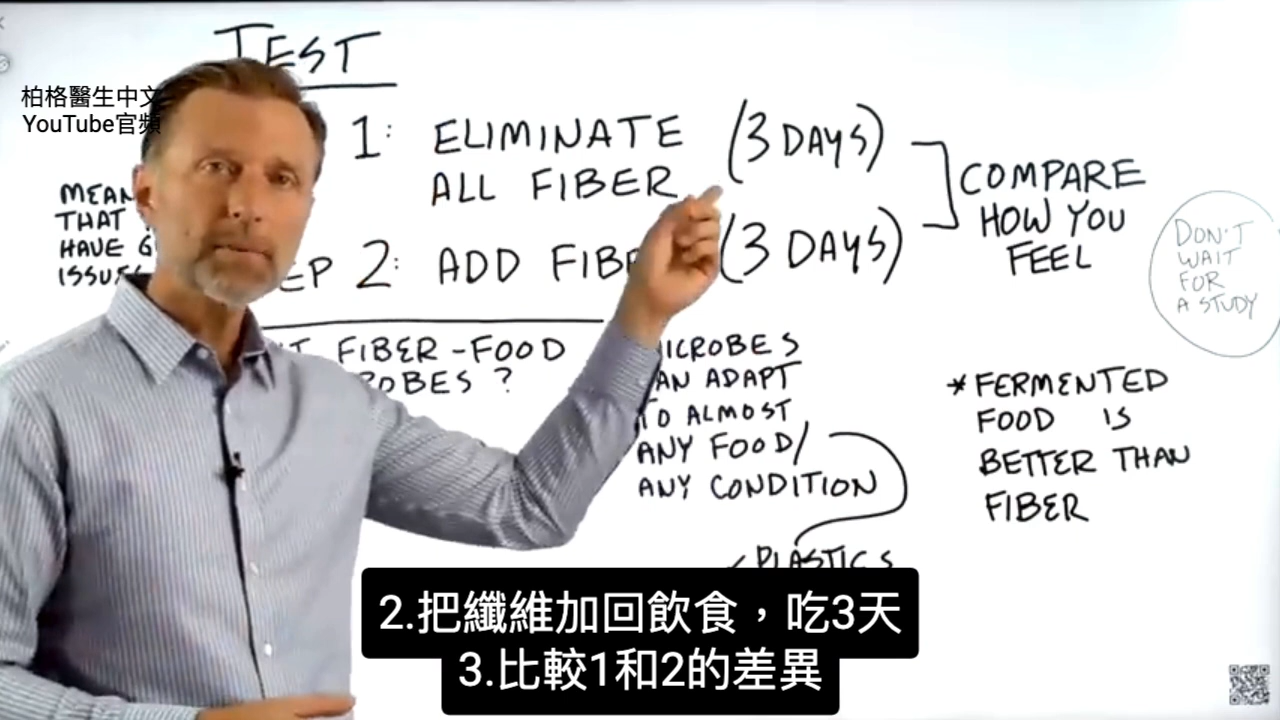 TEST
柏格醫生中文
YouTube官頻
1: ELIMINATE (3 DAYS)
ALL FIBER
COMPARE
HOW YOU
FEEL
MEAN
THAT
HAVE G
ISSUES
EP 2: ADD FIBE (3 DAYS)
DON'T
WAIT
FOR
A STUDY
T FIBER-FOOD
ROBES?
ICROBES
AN ADAPT
TO ALMOST
ANY FOOD/
ANY CONDITION
PLASTICS
*FERMENTED
FOOD IS
BETTER THAN
FIBER
2.把纖維加回飲食，吃3天
3.比較1和2的差異